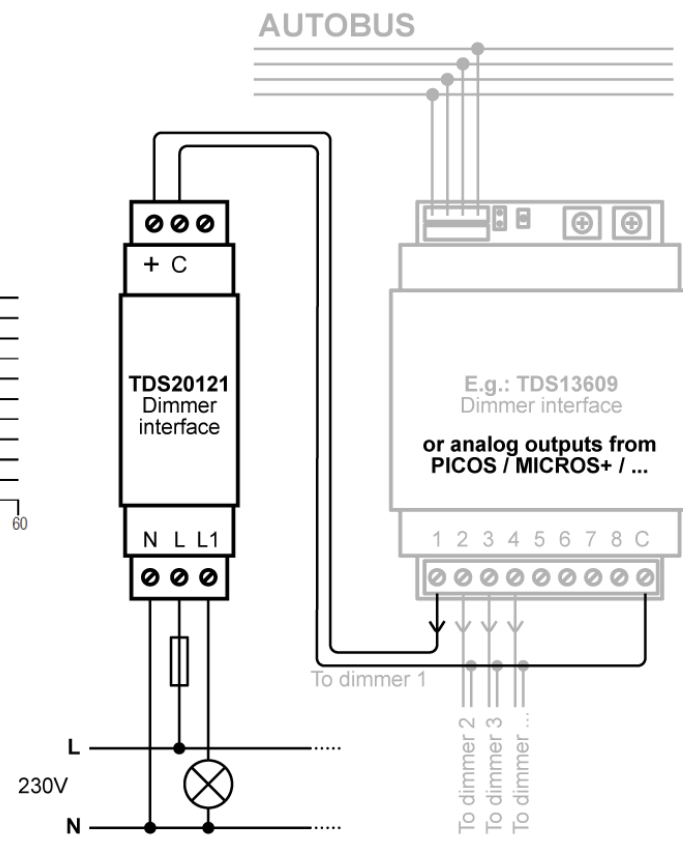 AUTOBUS
+ C
TDS20121
Dimmer
interface
E.g.: TDS13609
Dimmer interface
or analog outputs from
PICOS / MICROS+ / ...
60
N L L1
1 2 3 4 5 6 7 8 C
To dimmer 1
To dimmer 2
To dimmer 3
To dimmer ...
L
230V
N